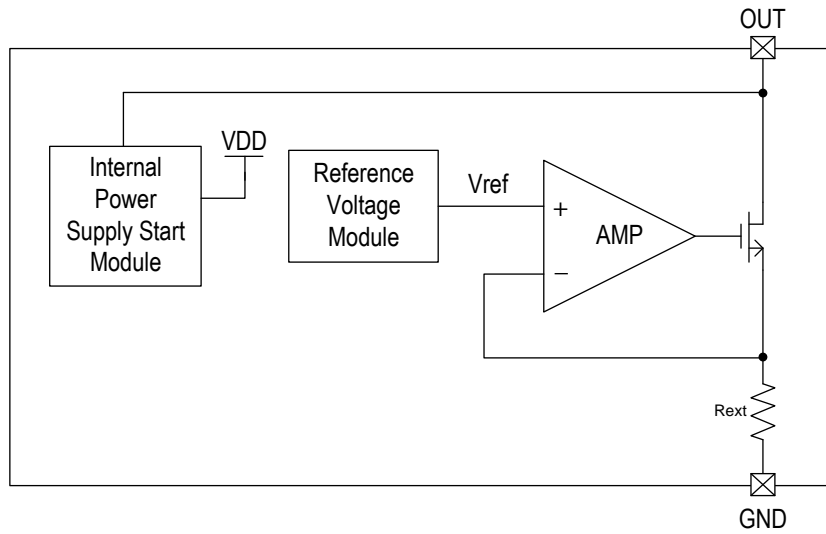 OUT
VDD
Internal
Power
Supply Start
Module
Reference
Voltage
Module
Vref
+
AMP
−
Rext
GND